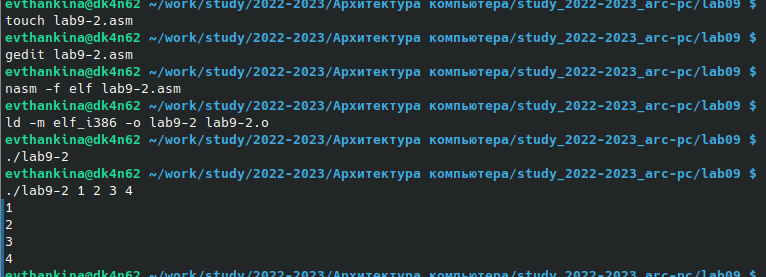 evthankina@dk4n62 ~/work/study/2022-2023/Архитектура компьютера/study_2022-2023_arc-pc/lab09 $
touch lab9-2.asm
evthankina@dk4n62 ~/work/study/2022-2023/Архитектура компьютера/study_2022-2023_arc-pc/lab09 $
gedit lab9-2.asm
evthankina@dk4n62 ~/work/study/2022-2023/Архитектура компьютера/study_2022-2023_arc-pc/lab09 $
nasm -f elf lab9-2.asm
evthankina@dk4n62 ~/work/study/2022-2023/Архитектура компьютера/study_2022-2023_arc-pc/lab09 $
ld -m elf_i386 -o lab9-2 lab9-2.o
evthankina@dk4n62 ~/work/study/2022-2023/Архитектура компьютера/study_2022-2023_arc-pc/lab09 $
./lab9-2
evthankina@dk4n62 ~/work/study/2022-2023/Архитектура компьютера/study_2022-2023_arc-pc/lab09 $
./lab9-2 1 2 3 4
1
2
3
4
evthankina@dk4n62 ~/work/study/2022-2023/Архитектура компьютера/study_2022-2023_arc-pc/lab09 $